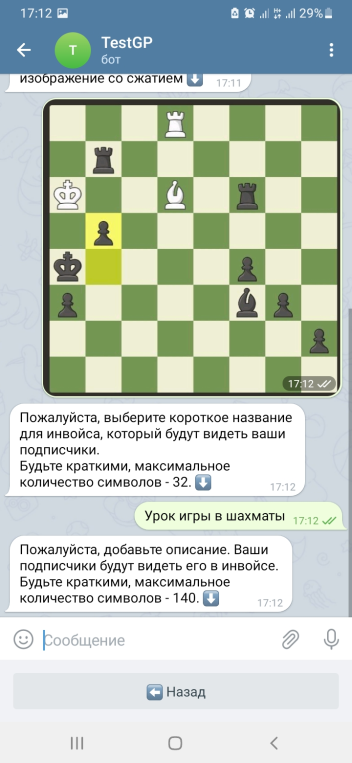 17:12
29%
T
TestGP
бот
изображение со сжатием
17:11
17:12
Пожалуйста, выберите короткое название
для инвойса, который будут видеть ваши
подписчики.
Будьте краткими, максимальное
количество символов - 32.
17:12
Урок игры в шахматы
17:12
Пожалуйста, добавьте описание. Ваши
подписчики будут видеть его в инвойсе.
Будьте краткими, максимальное
количество символов - 140.
17:12
Сообщение
Назад